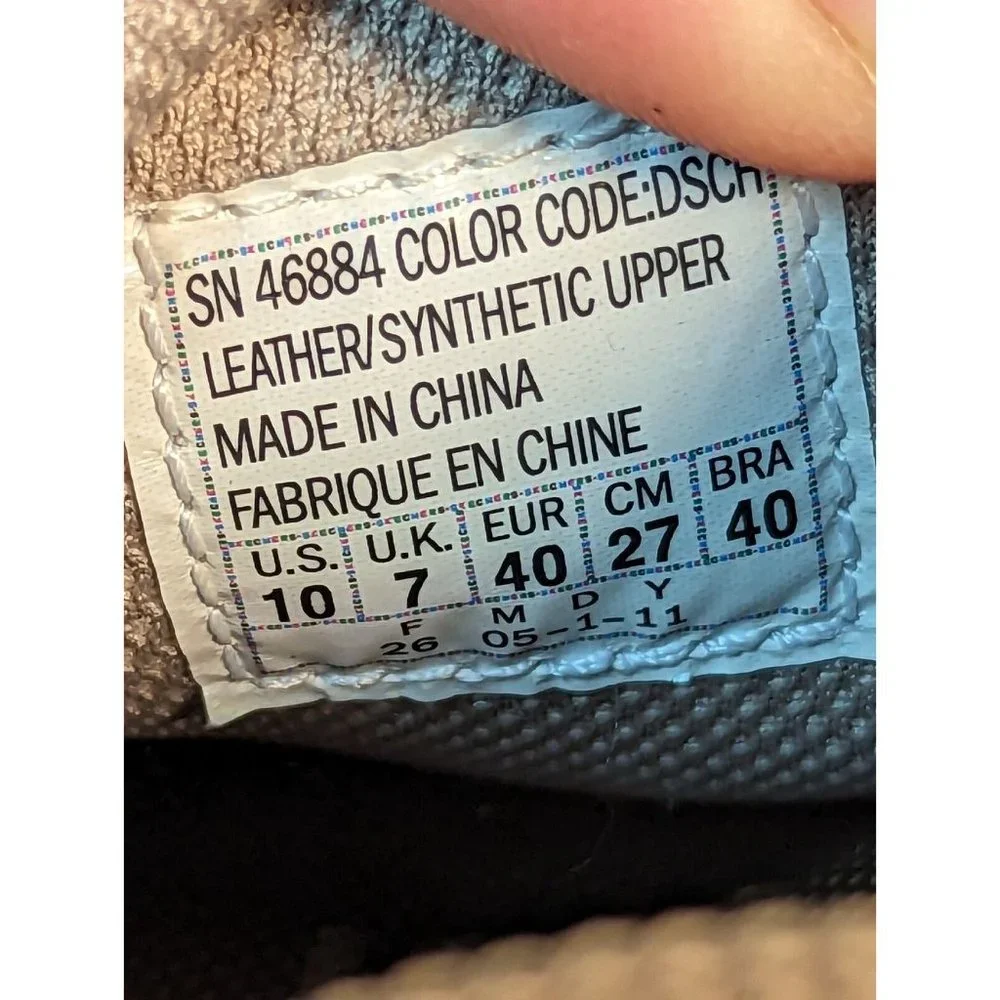 SN 46884 COLOR CODE:DSCH
LEATHER/SYNTHETIC UPPER
MADE IN CHINA
FABRIQUE EN CHINE
U.S. U.K. EUR CM BRA
10 7 40 27 40
F M D Y
26 05-1-11